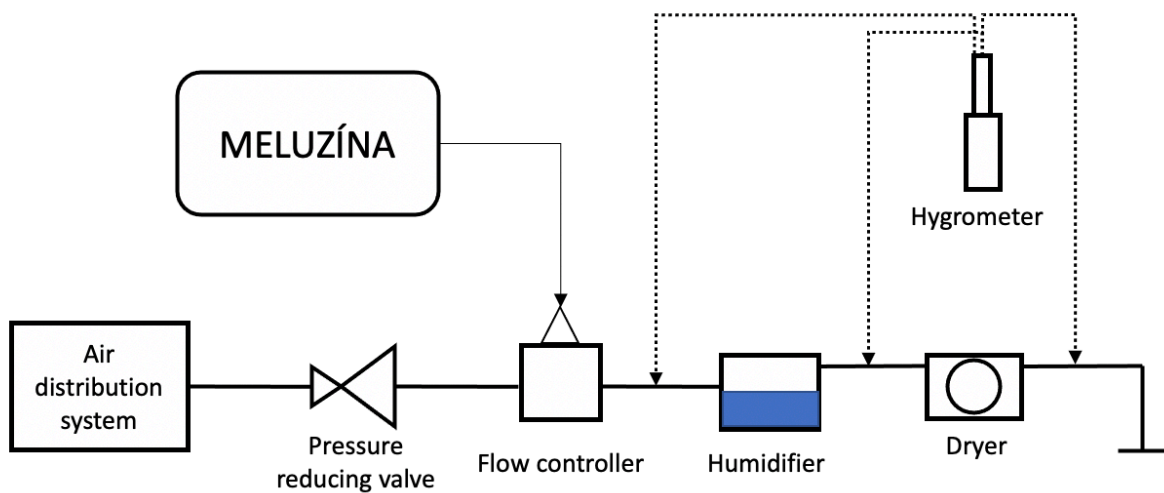 MELUZÍNA
Hygrometer
Air
distribution
system
Pressure
reducing valve
Flow controller
Humidifier
Dryer